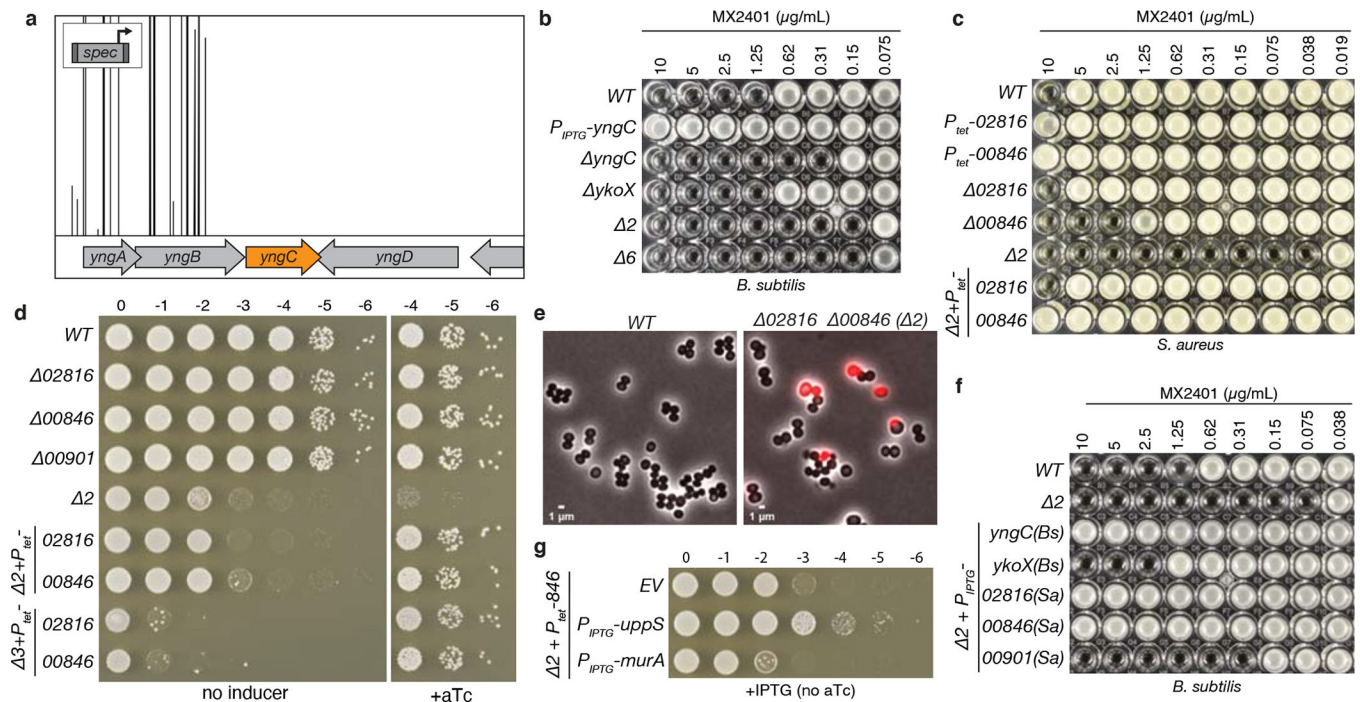 a
spec
yngA yngB yngC yngD
b
MX2401 (µg/mL)
10 5 2.5 1.25 0.62 0.31 0.15 0.075
WT
P_IPTG-yngC
ΔyngC
ΔykoX
Δ2
Δ6
B. subtilis
c
MX2401 (µg/mL)
10 5 2.5 1.25 0.62 0.31 0.15 0.075 0.038 0.019
WT
P_tet-02816
P_tet-00846
Δ02816
Δ00846
Δ2
Δ2+P_tet-
02816
00846
S. aureus
d
0 -1 -2 -3 -4 -5 -6 -4 -5 -6
WT
Δ02816
Δ00846
Δ00901
Δ2
Δ2+P_tet-
02816
00846
Δ3+P_tet-
02816
00846
no inducer +aTc
e
WT Δ02816 Δ00846 (Δ2)
1 µm 1 µm
f
MX2401 (µg/mL)
10 5 2.5 1.25 0.62 0.31 0.15 0.075 0.038
WT
Δ2
Δ2 + P_IPTG-
yngC(Bs)
ykoX(Bs)
02816(Sa)
00846(Sa)
00901(Sa)
B. subtilis
g
0 -1 -2 -3 -4 -5 -6
Δ2 + P_tet-846
EV
P_IPTG-uppS
P_IPTG-murA
+IPTG (no aTc)